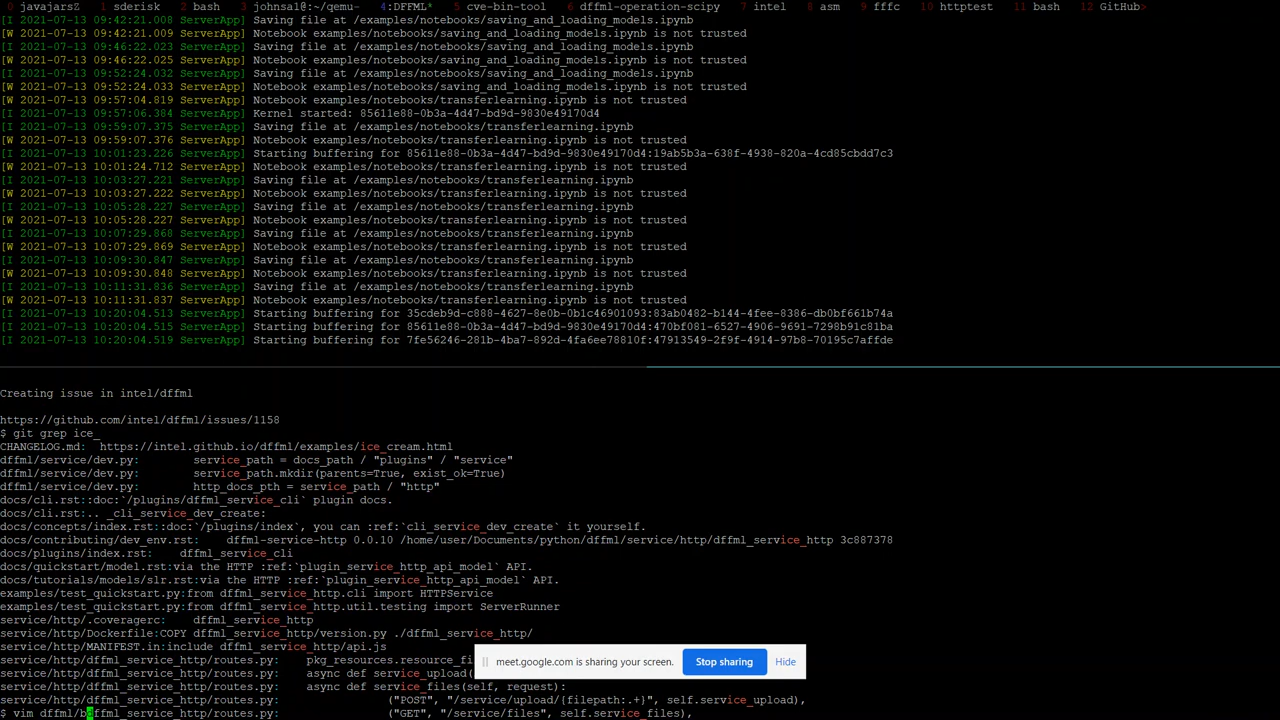 0 javajarsZ  1 sderisk  2 bash  3 johnsal@:~/qemu-  4:DFFML*  5 cve-bin-tool  6 dffml-operation-scipy  7 intel  8 asm  9 fffc  10 httptest  11 bash  12 GitHub>
[I 2021-07-13 09:42:21.008 ServerApp] Saving file at /examples/notebooks/saving_and_loading_models.ipynb
[W 2021-07-13 09:42:21.009 ServerApp] Notebook examples/notebooks/saving_and_loading_models.ipynb is not trusted
[I 2021-07-13 09:46:22.023 ServerApp] Saving file at /examples/notebooks/saving_and_loading_models.ipynb
[W 2021-07-13 09:46:22.025 ServerApp] Notebook examples/notebooks/saving_and_loading_models.ipynb is not trusted
[I 2021-07-13 09:52:24.032 ServerApp] Saving file at /examples/notebooks/saving_and_loading_models.ipynb
[W 2021-07-13 09:52:24.033 ServerApp] Notebook examples/notebooks/saving_and_loading_models.ipynb is not trusted
[W 2021-07-13 09:57:04.819 ServerApp] Notebook examples/notebooks/transferlearning.ipynb is not trusted
[I 2021-07-13 09:57:06.384 ServerApp] Kernel started: 85611e88-0b3a-4d47-bd9d-9830e49170d4
[I 2021-07-13 09:59:07.375 ServerApp] Saving file at /examples/notebooks/transferlearning.ipynb
[W 2021-07-13 09:59:07.376 ServerApp] Notebook examples/notebooks/transferlearning.ipynb is not trusted
[I 2021-07-13 10:01:23.226 ServerApp] Starting buffering for 85611e88-0b3a-4d47-bd9d-9830e49170d4:19ab5b3a-638f-4938-820a-4cd85cbdd7c3
[W 2021-07-13 10:01:24.712 ServerApp] Notebook examples/notebooks/transferlearning.ipynb is not trusted
[I 2021-07-13 10:03:27.221 ServerApp] Saving file at /examples/notebooks/transferlearning.ipynb
[W 2021-07-13 10:03:27.222 ServerApp] Notebook examples/notebooks/transferlearning.ipynb is not trusted
[I 2021-07-13 10:05:28.227 ServerApp] Saving file at /examples/notebooks/transferlearning.ipynb
[W 2021-07-13 10:05:28.227 ServerApp] Notebook examples/notebooks/transferlearning.ipynb is not trusted
[I 2021-07-13 10:07:29.868 ServerApp] Saving file at /examples/notebooks/transferlearning.ipynb
[W 2021-07-13 10:07:29.869 ServerApp] Notebook examples/notebooks/transferlearning.ipynb is not trusted
[I 2021-07-13 10:09:30.847 ServerApp] Saving file at /examples/notebooks/transferlearning.ipynb
[W 2021-07-13 10:09:30.848 ServerApp] Notebook examples/notebooks/transferlearning.ipynb is not trusted
[I 2021-07-13 10:11:31.836 ServerApp] Saving file at /examples/notebooks/transferlearning.ipynb
[W 2021-07-13 10:11:31.837 ServerApp] Notebook examples/notebooks/transferlearning.ipynb is not trusted
[I 2021-07-13 10:20:04.513 ServerApp] Starting buffering for 35cdeb9d-c888-4627-8e0b-0b1c46901093:83ab0482-b144-4fee-8386-db0bf661b74a
[I 2021-07-13 10:20:04.515 ServerApp] Starting buffering for 85611e88-0b3a-4d47-bd9d-9830e49170d4:470bf081-6527-4906-9691-7298b91c81ba
[I 2021-07-13 10:20:04.519 ServerApp] Starting buffering for 7fe56246-281b-4ba7-892d-4fa6ee78810f:47913549-2f9f-4914-97b8-70195c7affde
Creating issue in intel/dffml
https://github.com/intel/dffml/issues/1158
$ git grep ice_
CHANGELOG.md:  https://intel.github.io/dffml/examples/ice_cream.html
dffml/service/dev.py:        service_path = docs_path / "plugins" / "service"
dffml/service/dev.py:        service_path.mkdir(parents=True, exist_ok=True)
dffml/service/dev.py:        http_docs_pth = service_path / "http"
docs/cli.rst::doc:`/plugins/dffml_service_cli` plugin docs.
docs/cli.rst:.. _cli_service_dev_create:
docs/concepts/index.rst::doc:`/plugins/index`, you can :ref:`cli_service_dev_create` it yourself.
docs/contributing/dev_env.rst:    dffml-service-http 0.0.10 /home/user/Documents/python/dffml/service/http/dffml_service_http 3c887378
docs/plugins/index.rst:    dffml_service_cli
docs/quickstart/model.rst:via the HTTP :ref:`plugin_service_http_api_model` API.
docs/tutorials/models/slr.rst:via the HTTP :ref:`plugin_service_http_api_model` API.
examples/test_quickstart.py:from dffml_service_http.cli import HTTPService
examples/test_quickstart.py:from dffml_service_http.util.testing import ServerRunner
service/http/.coveragerc:    dffml_service_http
service/http/Dockerfile:COPY dffml_service_http/version.py ./dffml_service_http/
service/http/MANIFEST.in:include dffml_service_http/api.js
service/http/dffml_service_http/routes.py:    pkg_resources.resource_fi
service/http/dffml_service_http/routes.py:    async def service_upload(
service/http/dffml_service_http/routes.py:    async def service_files(self, request):
service/http/dffml_service_http/routes.py:                ("POST", "/service/upload/{filepath:.+}", self.service_upload),
$ vim dffml/bdffml_service_http/routes.py:                ("GET", "/service/files", self.service_files),
meet.google.com is sharing your screen.  Stop sharing  Hide